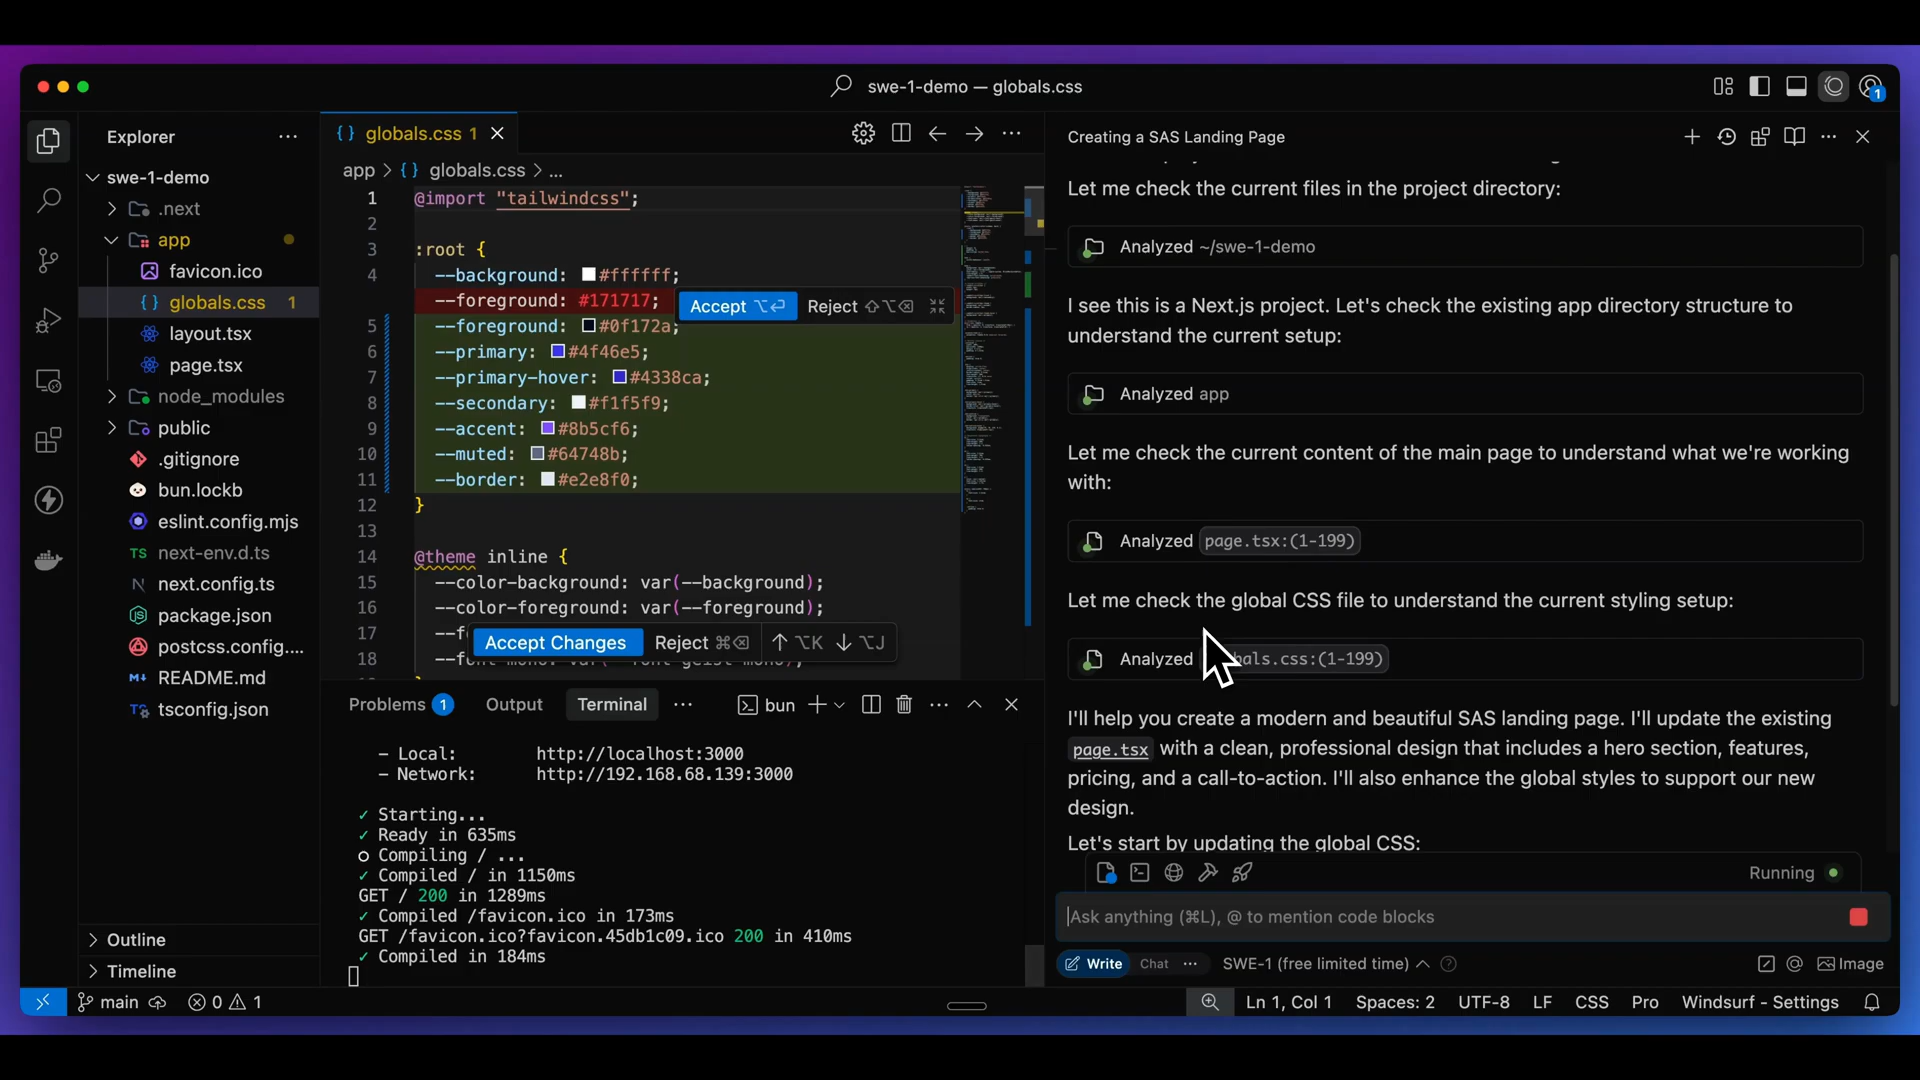 swe-1-demo — globals.css
1
Explorer
swe-1-demo
.next
app
favicon.ico
globals.css 1
layout.tsx
page.tsx
node_modules
public
.gitignore
bun.lockb
eslint.config.mjs
TS next-env.d.ts
next.config.ts
package.json
postcss.config....
README.md
tsconfig.json
Outline
Timeline
{ } globals.css 1
app > { } globals.css > ...
1 @import "tailwindcss";
2
3 :root {
4 --background: #ffffff;
--foreground: #171717;
Accept ⌥⏎ Reject ⇧⌥⌫
5 --foreground: #0f172a;
6 --primary: #4f46e5;
7 --primary-hover: #4338ca;
8 --secondary: #f1f5f9;
9 --accent: #8b5cf6;
10 --muted: #64748b;
11 --border: #e2e8f0;
12 }
13
14 @theme inline {
15 --color-background: var(--background);
16 --color-foreground: var(--foreground);
17
Accept Changes Reject ⌘⌫ ↑ ⌥K ↓ ⌥J
18
Problems 1 Output Terminal ... bun
- Local: http://localhost:3000
- Network: http://192.168.68.139:3000
✓ Starting...
✓ Ready in 635ms
○ Compiling / ...
✓ Compiled / in 1150ms
GET / 200 in 1289ms
✓ Compiled /favicon.ico in 173ms
GET /favicon.ico?favicon.45db1c09.ico 200 in 410ms
✓ Compiled in 184ms
Creating a SAS Landing Page
Let me check the current files in the project directory:
Analyzed ~/swe-1-demo
I see this is a Next.js project. Let's check the existing app directory structure to
understand the current setup:
Analyzed app
Let me check the current content of the main page to understand what we're working
with:
Analyzed page.tsx:(1-199)
Let me check the global CSS file to understand the current styling setup:
Analyzed bals.css:(1-199)
I'll help you create a modern and beautiful SAS landing page. I'll update the existing
page.tsx with a clean, professional design that includes a hero section, features,
pricing, and a call-to-action. I'll also enhance the global styles to support our new
design.
Let's start by updating the global CSS:
Running
Ask anything (⌘L), @ to mention code blocks
Write Chat ... SWE-1 (free limited time) Image
main 0 1
Ln 1, Col 1 Spaces: 2 UTF-8 LF CSS Pro Windsurf - Settings